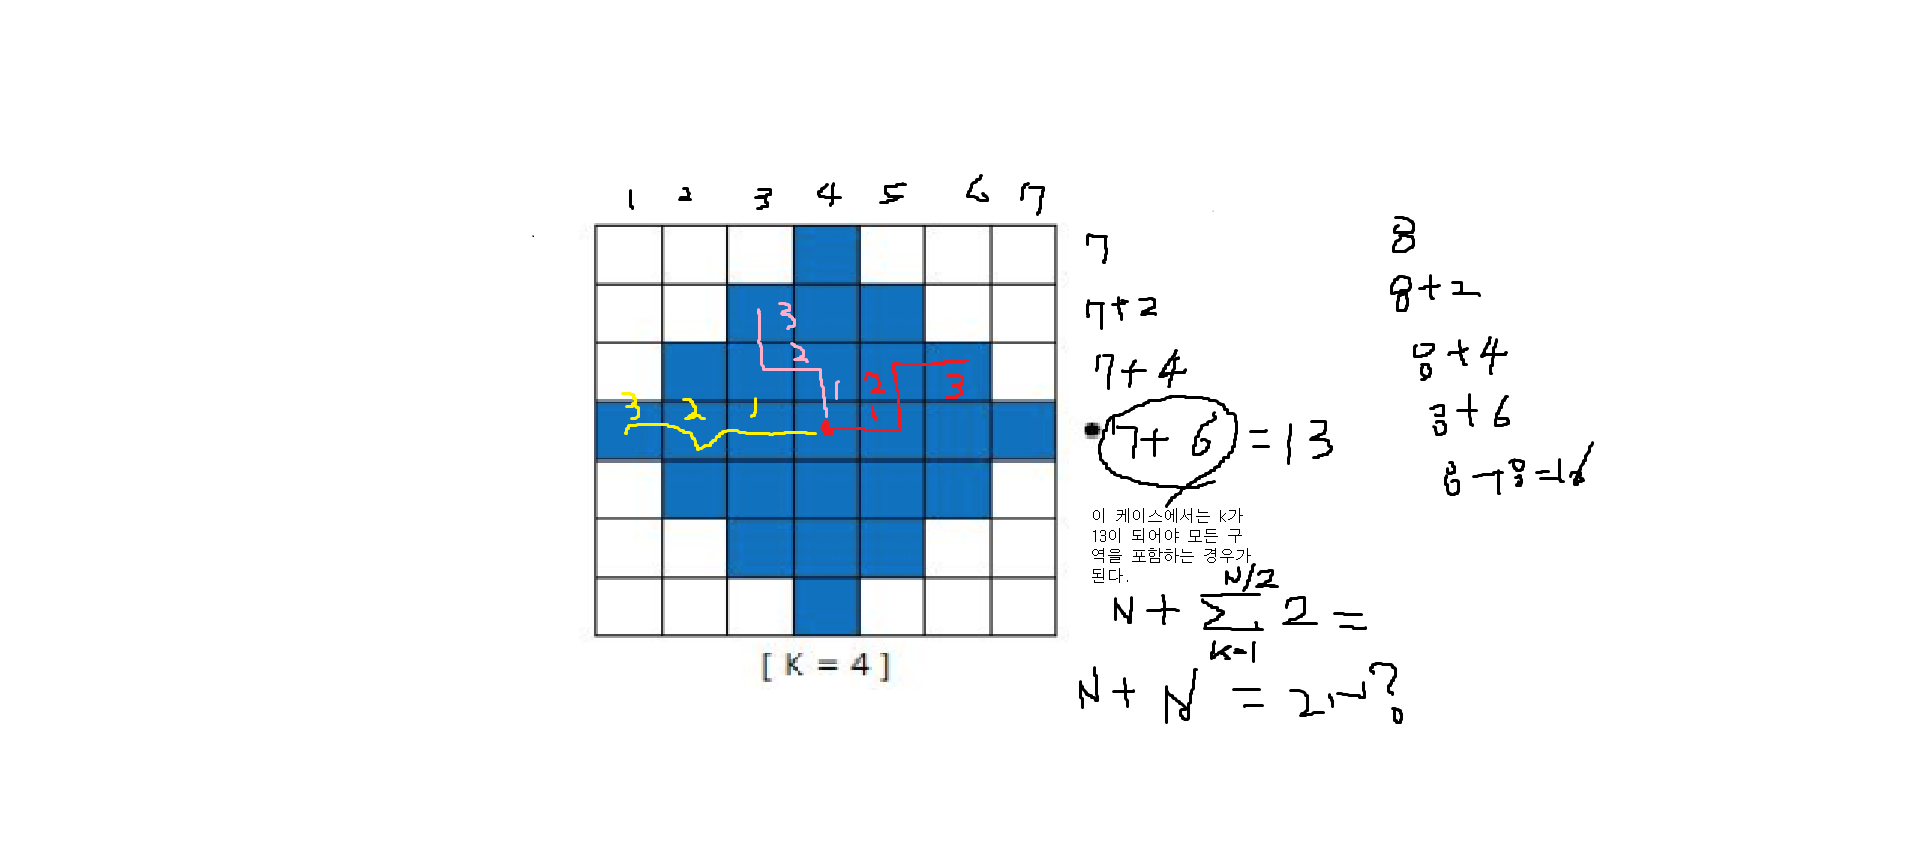 1 2 3 4 5 6 7
3
2
1
3 2 1
2
1
3
[ K = 4 ]
7
7+2
7+4
7+6 = 13
이 케이스에서는 k가
13이 되어야 모든 구
역을 포함하는 경우가
된다.
N/2
N + ∑ 2 =
k=1
N + N = 2N?
8
8+2
8+4
8+6
8+8=16